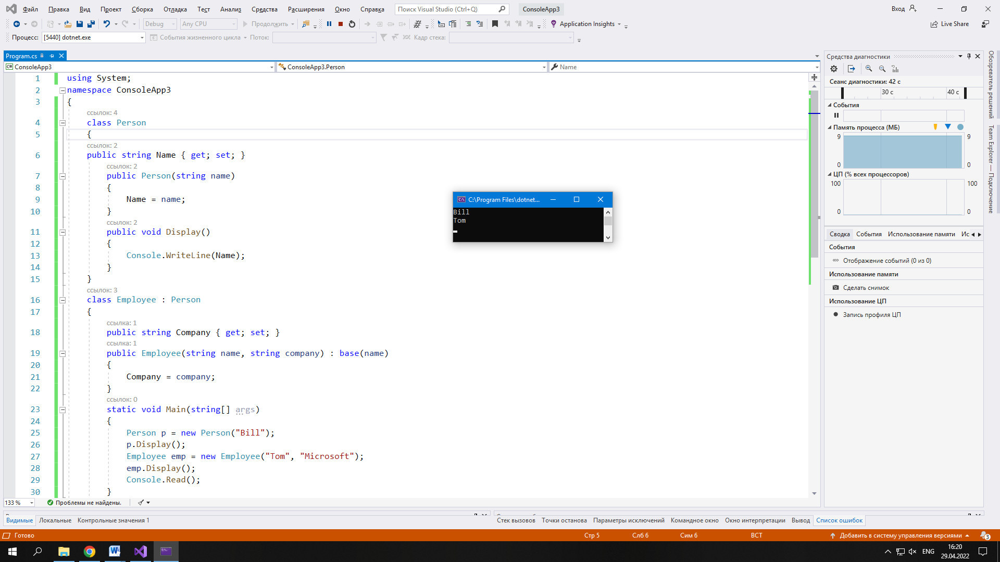 Файл Правка Вид Проект Сборка Отладка Тест Анализ Средства Расширения Окно Справка Поиск Visual Studio (Ctrl+Q) ConsoleApp3 Вход
Debug Any CPU Продолжить Application Insights Live Share
Процесс: [5440] dotnet.exe События жизненного цикла Поток: Кадр стека:
Program.cs
ConsoleApp3 ConsoleApp3.Person Name
1 using System;
2 namespace ConsoleApp3
3 {
ссылок: 4
4 class Person
5 {
ссылок: 2
6 public string Name { get; set; }
ссылок: 2
7 public Person(string name)
8 {
9 Name = name;
10 }
ссылок: 2
11 public void Display()
12 {
13 Console.WriteLine(Name);
14 }
15 }
ссылок: 3
16 class Employee : Person
17 {
ссылка: 1
18 public string Company { get; set; }
ссылка: 1
19 public Employee(string name, string company) : base(name)
20 {
21 Company = company;
22 }
ссылок: 0
23 static void Main(string[] args)
24 {
25 Person p = new Person("Bill");
26 p.Display();
27 Employee emp = new Employee("Tom", "Microsoft");
28 emp.Display();
29 Console.Read();
30 }
C:\Program Files\dotnet...
Bill
Tom
Средства диагностики
Сеанс диагностики: 42 с
30 с 40 с
События
Память процесса (МБ)
9 9
0 0
ЦП (% всех процессоров)
100 100
0 0
Сводка События Использование памяти Ис
События
Отображение событий (0 из 0)
Использование памяти
Сделать снимок
Использование ЦП
Запись профиля ЦП
Обозреватель решений
Team Explorer — Подключение
133 % Проблемы не найдены.
Видимые Локальные Контрольные значения 1 Стек вызовов Точки останова Параметры исключений Командное окно Окно интерпретации Вывод Список ошибок
Готово Стр 5 Слб 6 Сим 6 ВСТ Добавить в систему управления версиями 3
ENG 16:20
29.04.2022